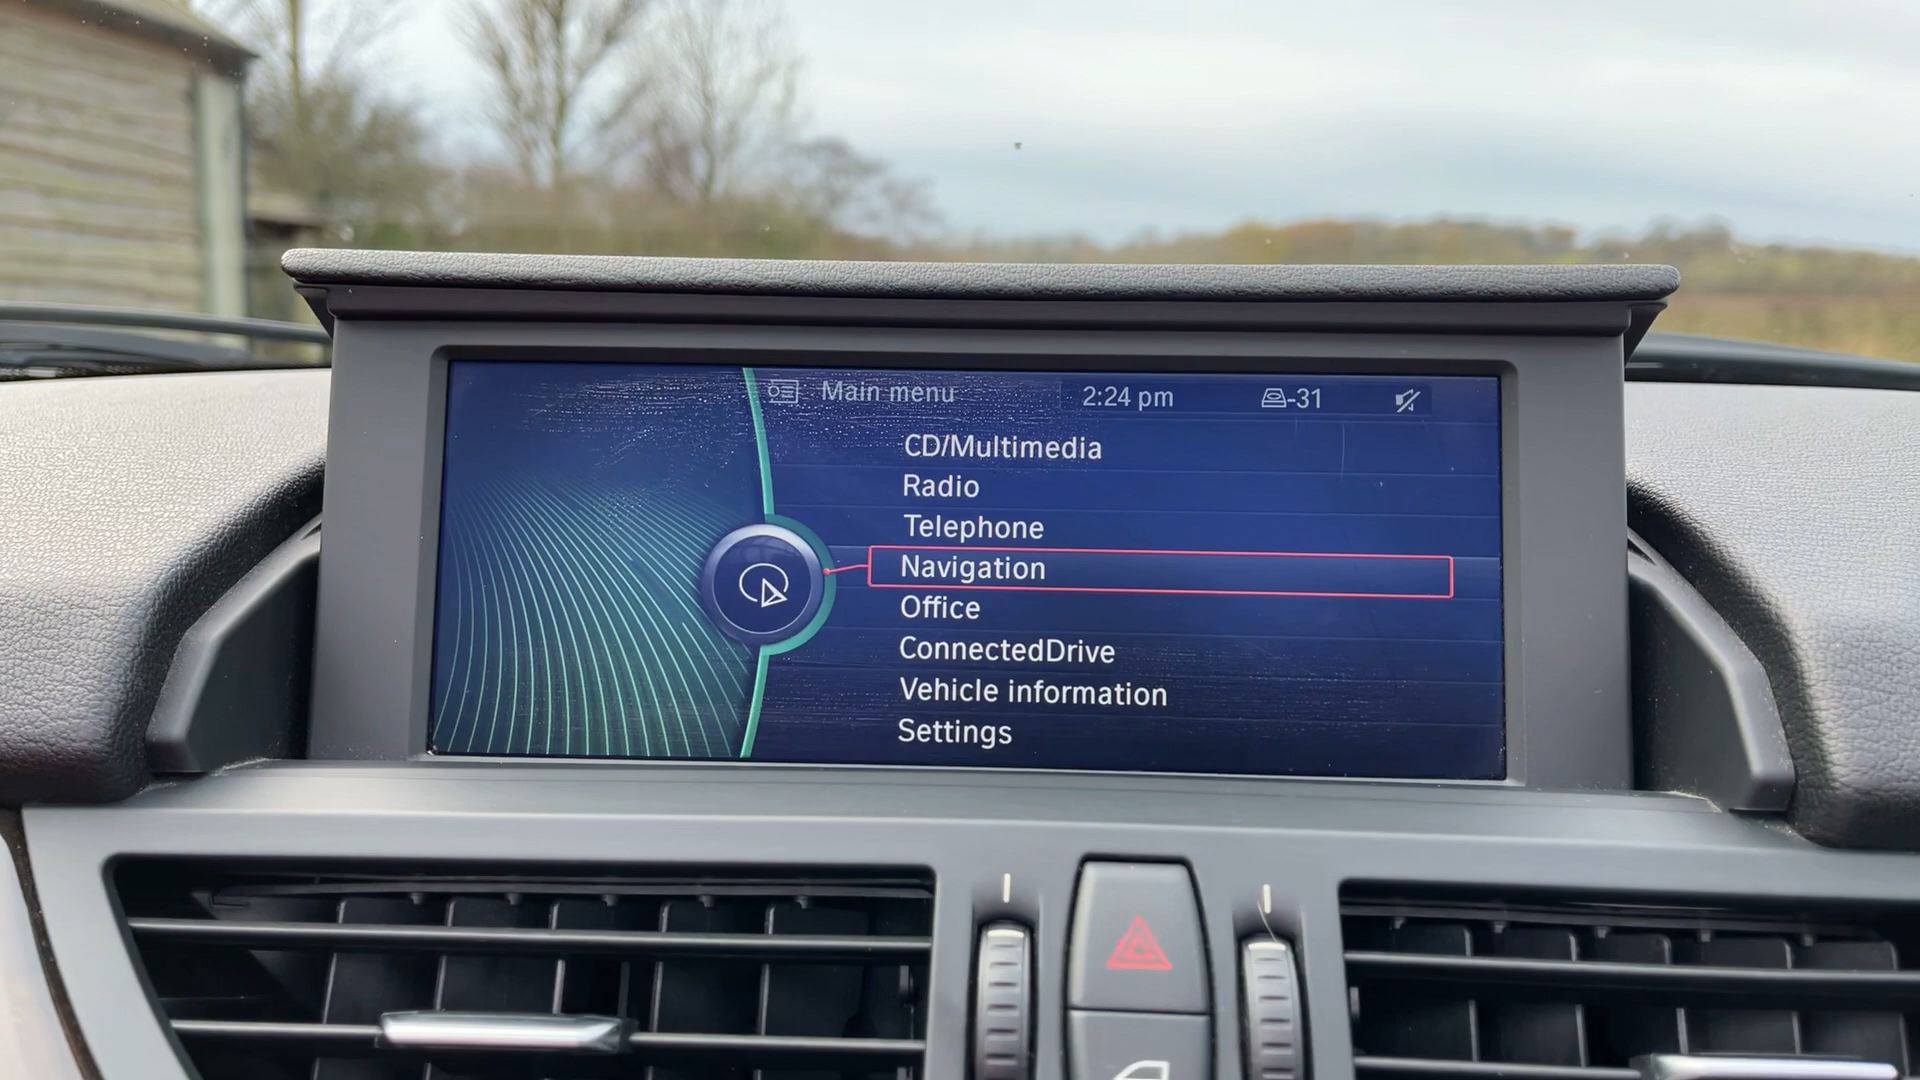 Main menu 2:24 pm -31
CD/Multimedia
Radio
Telephone
Navigation
Office
ConnectedDrive
Vehicle information
Settings